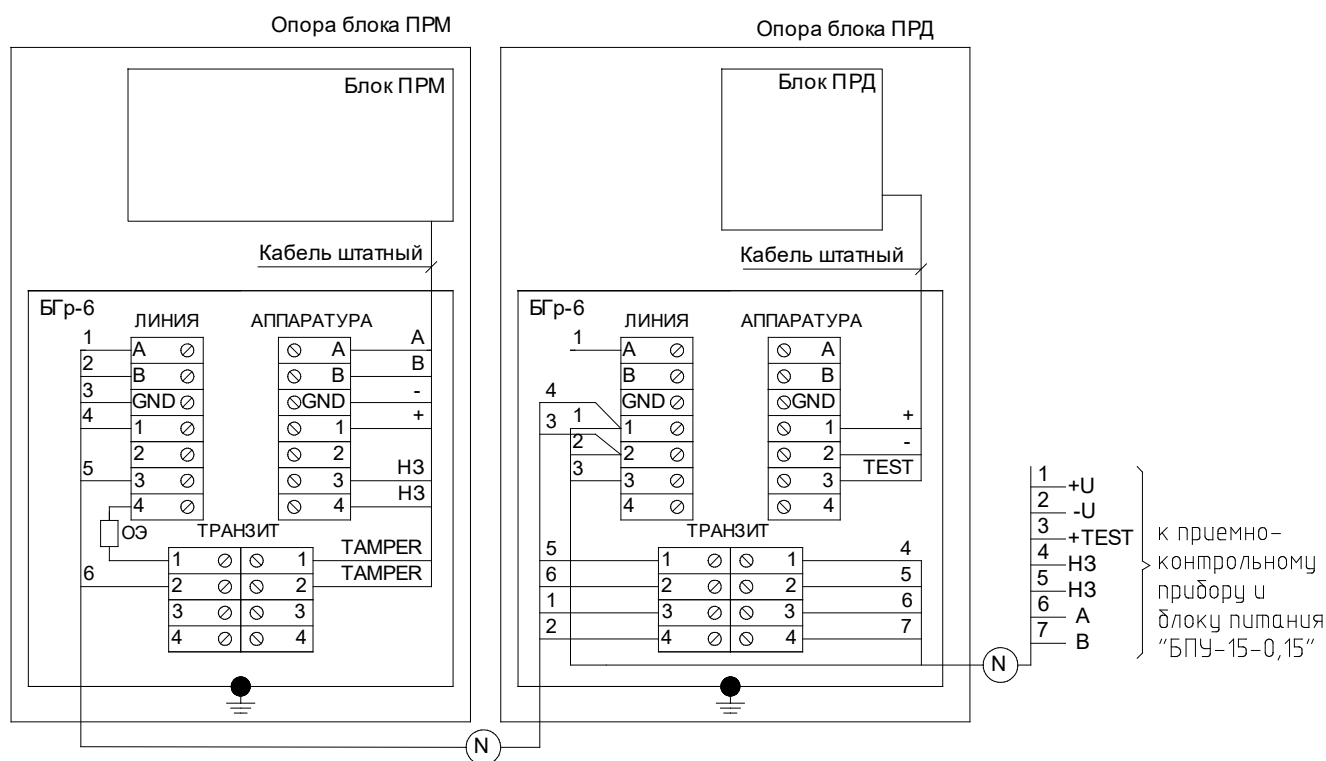 Опора блока ПРМ
Блок ПРМ
Кабель штатный
БГр-6
ЛИНИЯ
АППАРАТУРА
1 A A A
2 B B B
3 GND GND -
4 1 1 +
2 2
5 3 3 НЗ
4 4 НЗ
ОЭ
ТРАНЗИТ
1 1 TAMPER
6 2 2 TAMPER
3 3
4 4
N
Опора блока ПРД
Блок ПРД
Кабель штатный
БГр-6
ЛИНИЯ
АППАРАТУРА
1 A A
B B
4 GND GND
3 1 1 1 +
2 2 2 -
3 3 3 TEST
4 4
ТРАНЗИТ
5 1 1 4
6 2 2 5
1 3 3 6
2 4 4 7
N
1 +U
2 -U
3 +TEST
4 НЗ
5 НЗ
6 A
7 B
к приемно-
контрольному
прибору и
блоку питания
"БПУ-15-0,15"